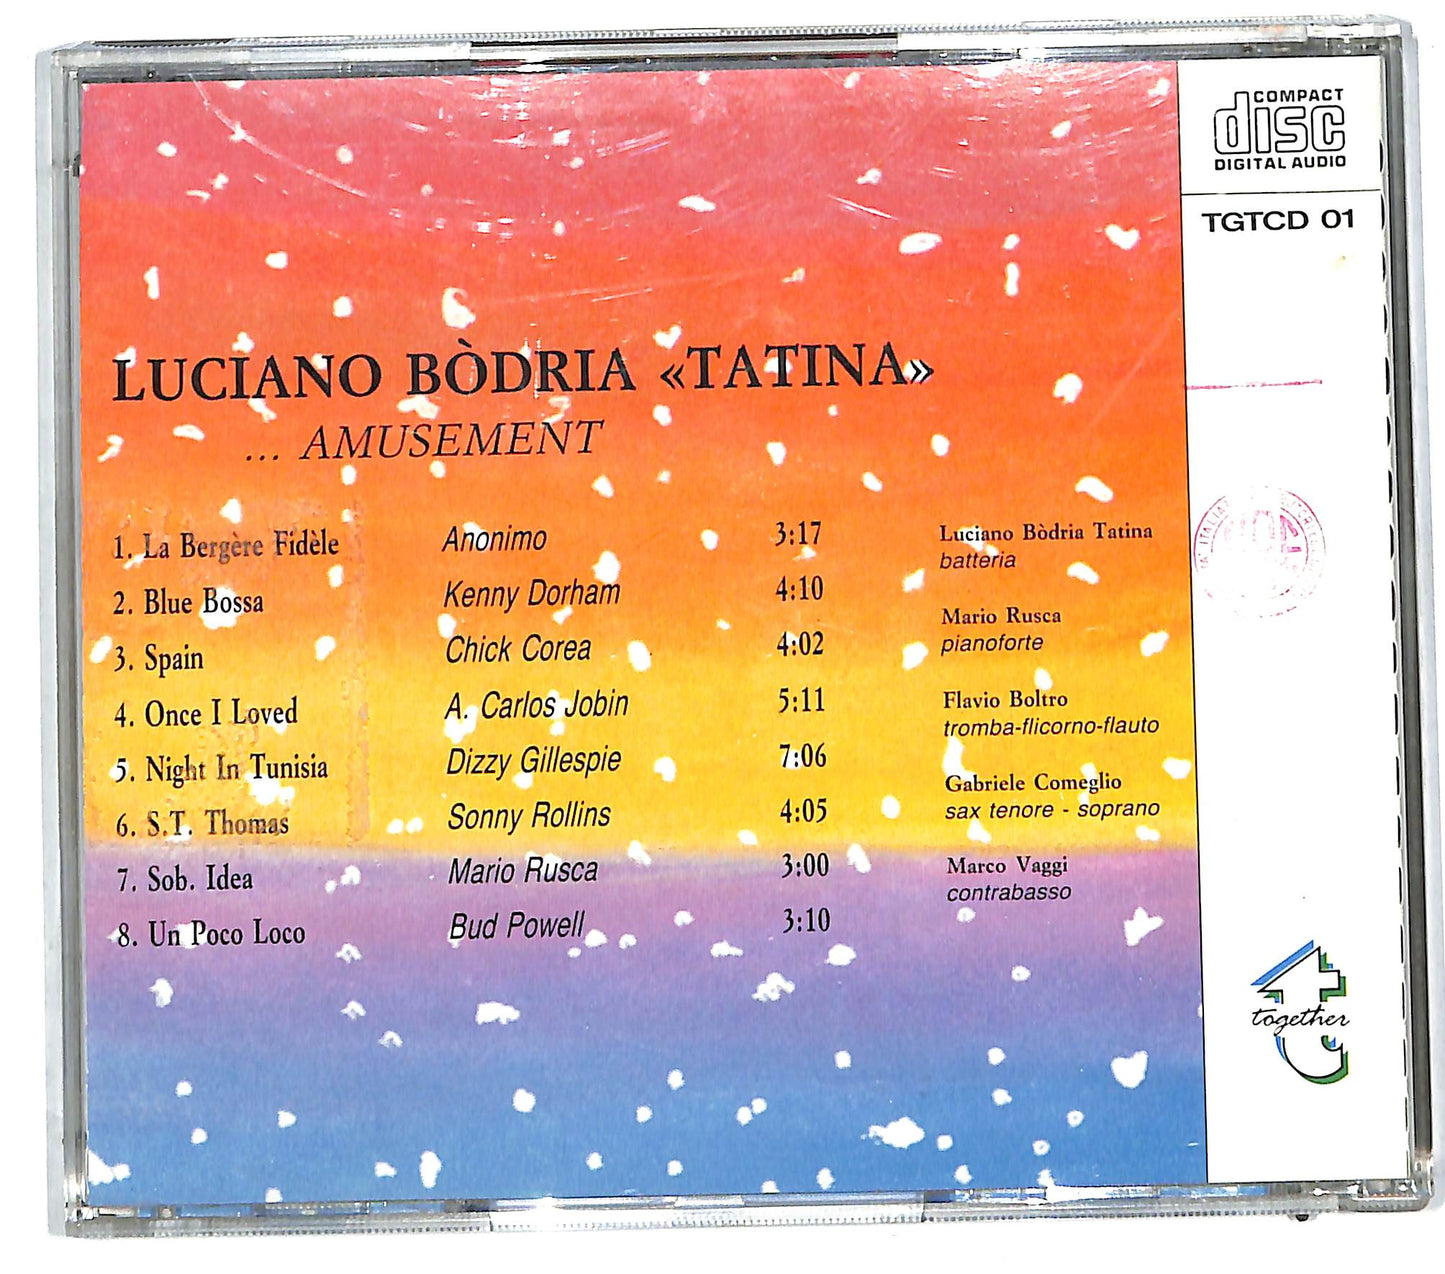 COMPACT
disc
DIGITAL AUDIO
TGTCD 01
LUCIANO BÒDRIA «TATINA»
... AMUSEMENT
1. La Bergère Fidèle Anonimo 3:17
2. Blue Bossa Kenny Dorham 4:10
3. Spain Chick Corea 4:02
4. Once I Loved A. Carlos Jobin 5:11
5. Night In Tunisia Dizzy Gillespie 7:06
6. S.T. Thomas Sonny Rollins 4:05
7. Sob. Idea Mario Rusca 3:00
8. Un Poco Loco Bud Powell 3:10
Luciano Bòdria Tatina
batteria
Mario Rusca
pianoforte
Flavio Boltro
tromba-flicorno-flauto
Gabriele Comeglio
sax tenore - soprano
Marco Vaggi
contrabasso
together